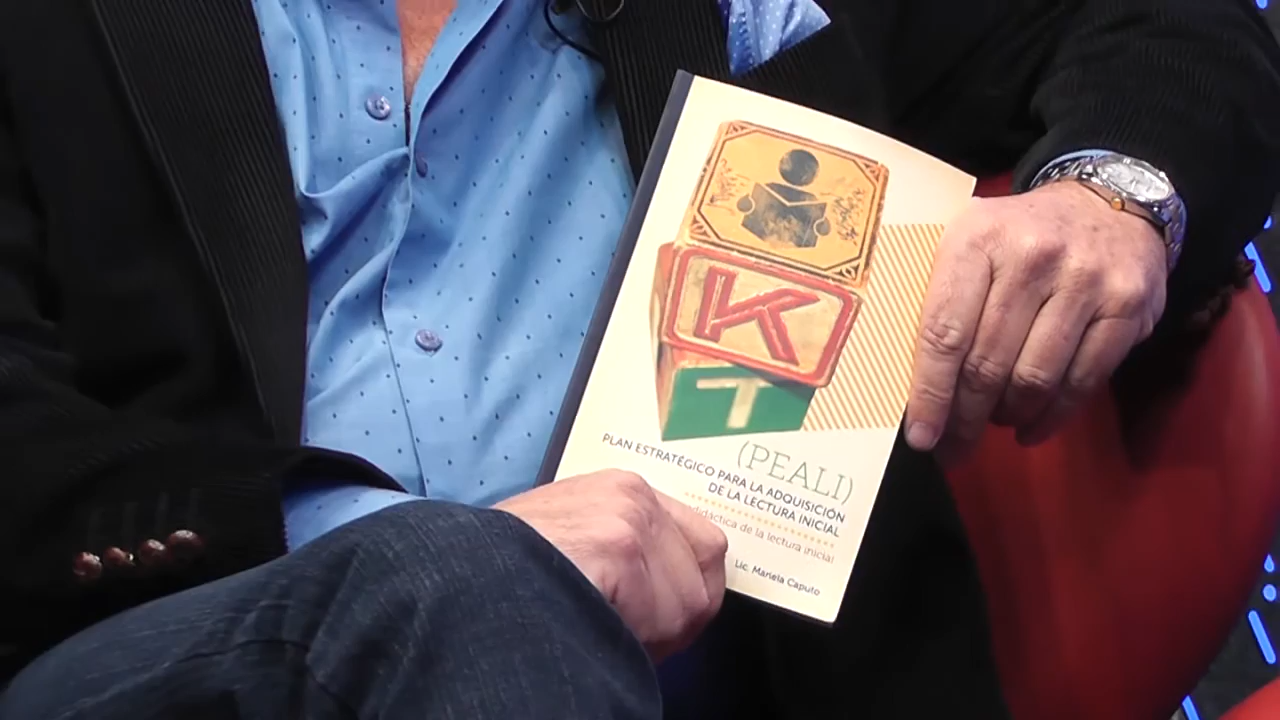 K
T
(PEALI)
PLAN ESTRATÉGICO PARA LA ADQUISICIÓN
DE LA LECTURA INICIAL
didáctica de la lectura inicial
Lic. Mariela Caputo